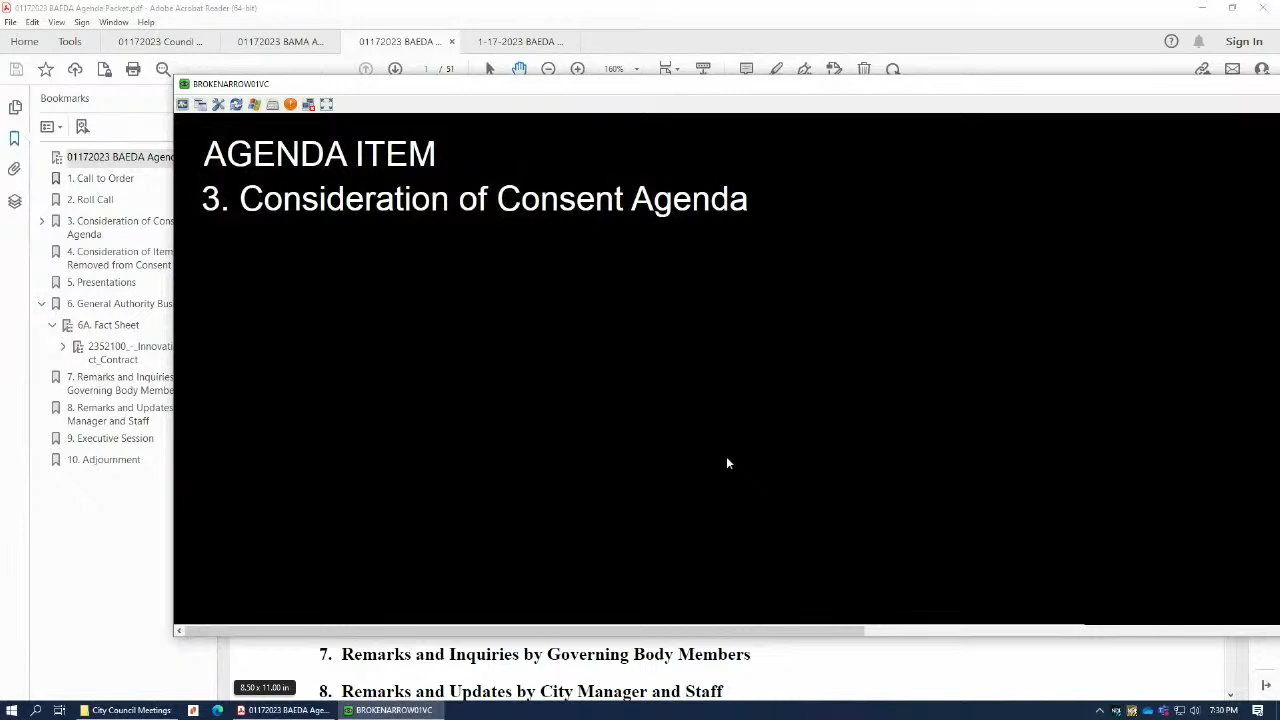 01172023 BAEDA Agenda Packet.pdf - Adobe Acrobat Reader (64-bit)
File Edit View Sign Window Help
Home Tools 01172023 Council ... 01172023 BAMA A... 01172023 BAEDA ... × 1-17-2023 BAEDA ... Sign In
1 / 51 160%
Bookmarks
BROKENARROW01VC
AGENDA ITEM
3. Consideration of Consent Agenda
01172023 BAEDA Agend
1. Call to Order
2. Roll Call
3. Consideration of Cons
Agenda
4. Consideration of Item
Removed from Consent
5. Presentations
6. General Authority Bus
6A. Fact Sheet
2352100_-_Innovati
ct_Contract
7. Remarks and Inquiries
Governing Body Membe
8. Remarks and Updates
Manager and Staff
9. Executive Session
10. Adjournment
7. Remarks and Inquiries by Governing Body Members
8. Remarks and Updates by City Manager and Staff
8.50 x 11.00 in
City Council Meetings 01172023 BAEDA Age... BROKENARROW01VC 7:30 PM